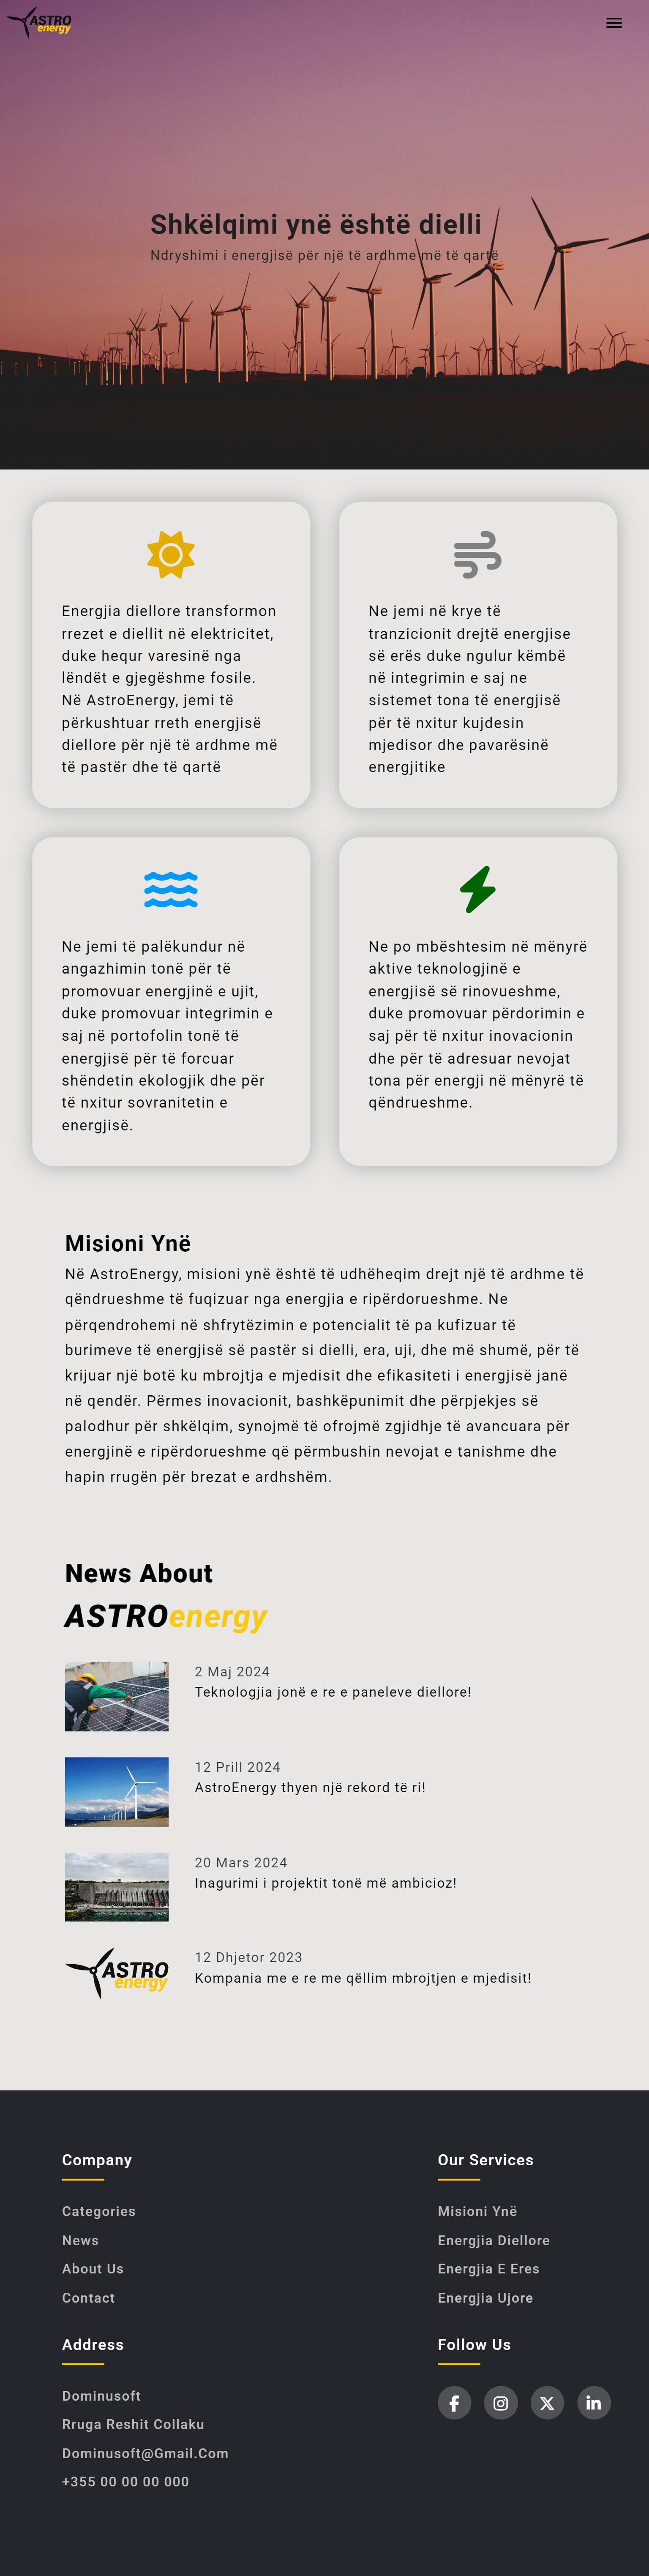 ASTRO
energy
Shkëlqimi ynë është dielli
Ndryshimi i energjisë për një të ardhme më të qartë
Energjia diellore transformon
rrezet e diellit në elektricitet,
duke hequr varesinë nga
lëndët e gjegëshme fosile.
Në AstroEnergy, jemi të
përkushtuar rreth energjisë
diellore për një të ardhme më
të pastër dhe të qartë
Ne jemi në krye të
tranzicionit drejtë energjise
së erës duke ngulur këmbë
në integrimin e saj ne
sistemet tona të energjisë
për të nxitur kujdesin
mjedisor dhe pavarësinë
energjitike
Ne jemi të palëkundur në
angazhimin tonë për të
promovuar energjinë e ujit,
duke promovuar integrimin e
saj në portofolin tonë të
energjisë për të forcuar
shëndetin ekologjik dhe për
të nxitur sovranitetin e
energjisë.
Ne po mbështesim në mënyrë
aktive teknologjinë e
energjisë së rinovueshme,
duke promovuar përdorimin e
saj për të nxitur inovacionin
dhe për të adresuar nevojat
tona për energji në mënyrë të
qëndrueshme.
Misioni Ynë
Në AstroEnergy, misioni ynë është të udhëheqim drejt një të ardhme të
qëndrueshme të fuqizuar nga energjia e ripërdorueshme. Ne
përqendrohemi në shfrytëzimin e potencialit të pa kufizuar të
burimeve të energjisë së pastër si dielli, era, uji, dhe më shumë, për të
krijuar një botë ku mbrojtja e mjedisit dhe efikasiteti i energjisë janë
në qendër. Përmes inovacionit, bashkëpunimit dhe përpjekjes së
palodhur për shkëlqim, synojmë të ofrojmë zgjidhje të avancuara për
energjinë e ripërdorueshme që përmbushin nevojat e tanishme dhe
hapin rrugën për brezat e ardhshëm.
News About
ASTROenergy
2 Maj 2024
Teknologjia jonë e re e paneleve diellore!
12 Prill 2024
AstroEnergy thyen një rekord të ri!
20 Mars 2024
Inagurimi i projektit tonë më ambicioz!
ASTRO
energy
12 Dhjetor 2023
Kompania me e re me qëllim mbrojtjen e mjedisit!
Company
Categories
News
About Us
Contact
Our Services
Misioni Ynë
Energjia Diellore
Energjia E Eres
Energjia Ujore
Address
Dominusoft
Rruga Reshit Collaku
Dominusoft@Gmail.Com
+355 00 00 00 000
Follow Us